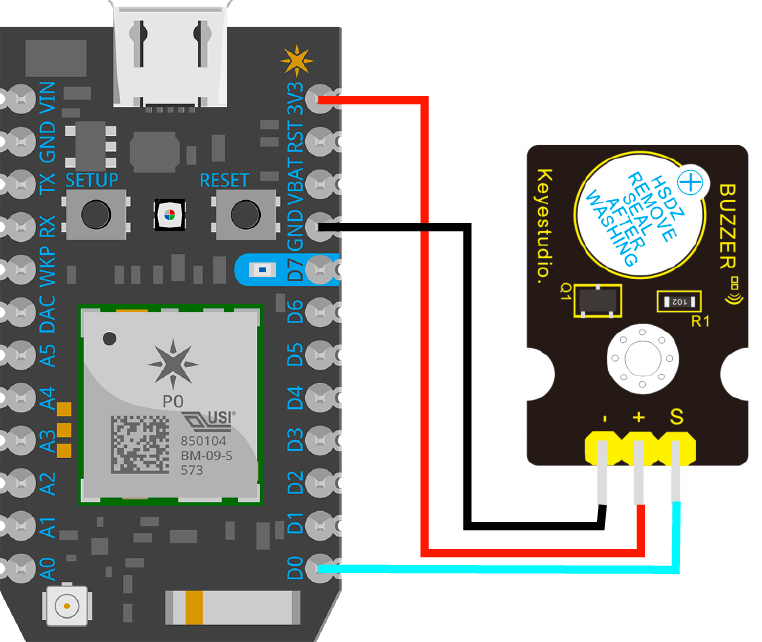 VIN
GND
TX
RX
WKP
DAC
A5
A4
A3
A2
A1
A0
SETUP
RESET
3V3
RST
VBAT
GND
D7
D6
D5
D4
D3
D2
D1
D0
P0
USI®
850104
BM-09-S
573
Keyestudio.
HSDZ
REMOVE
SEAL
AFTER
WASHING
+
BUZZER
Q1
102
R1
- + S